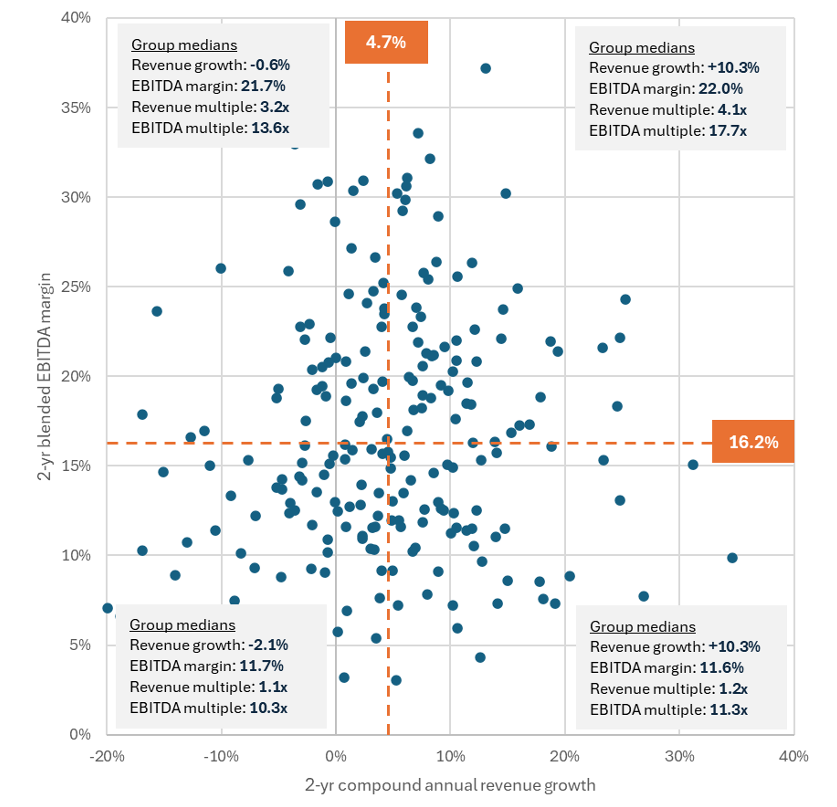 40%
35%
30%
25%
20%
15%
10%
5%
0%
2-yr blended EBITDA margin
Group medians
Revenue growth: -0.6%
EBITDA margin: 21.7%
Revenue multiple: 3.2x
EBITDA multiple: 13.6x
4.7%
Group medians
Revenue growth: +10.3%
EBITDA margin: 22.0%
Revenue multiple: 4.1x
EBITDA multiple: 17.7x
16.2%
Group medians
Revenue growth: -2.1%
EBITDA margin: 11.7%
Revenue multiple: 1.1x
EBITDA multiple: 10.3x
Group medians
Revenue growth: +10.3%
EBITDA margin: 11.6%
Revenue multiple: 1.2x
EBITDA multiple: 11.3x
-20% -10% 0% 10% 20% 30% 40%
2-yr compound annual revenue growth